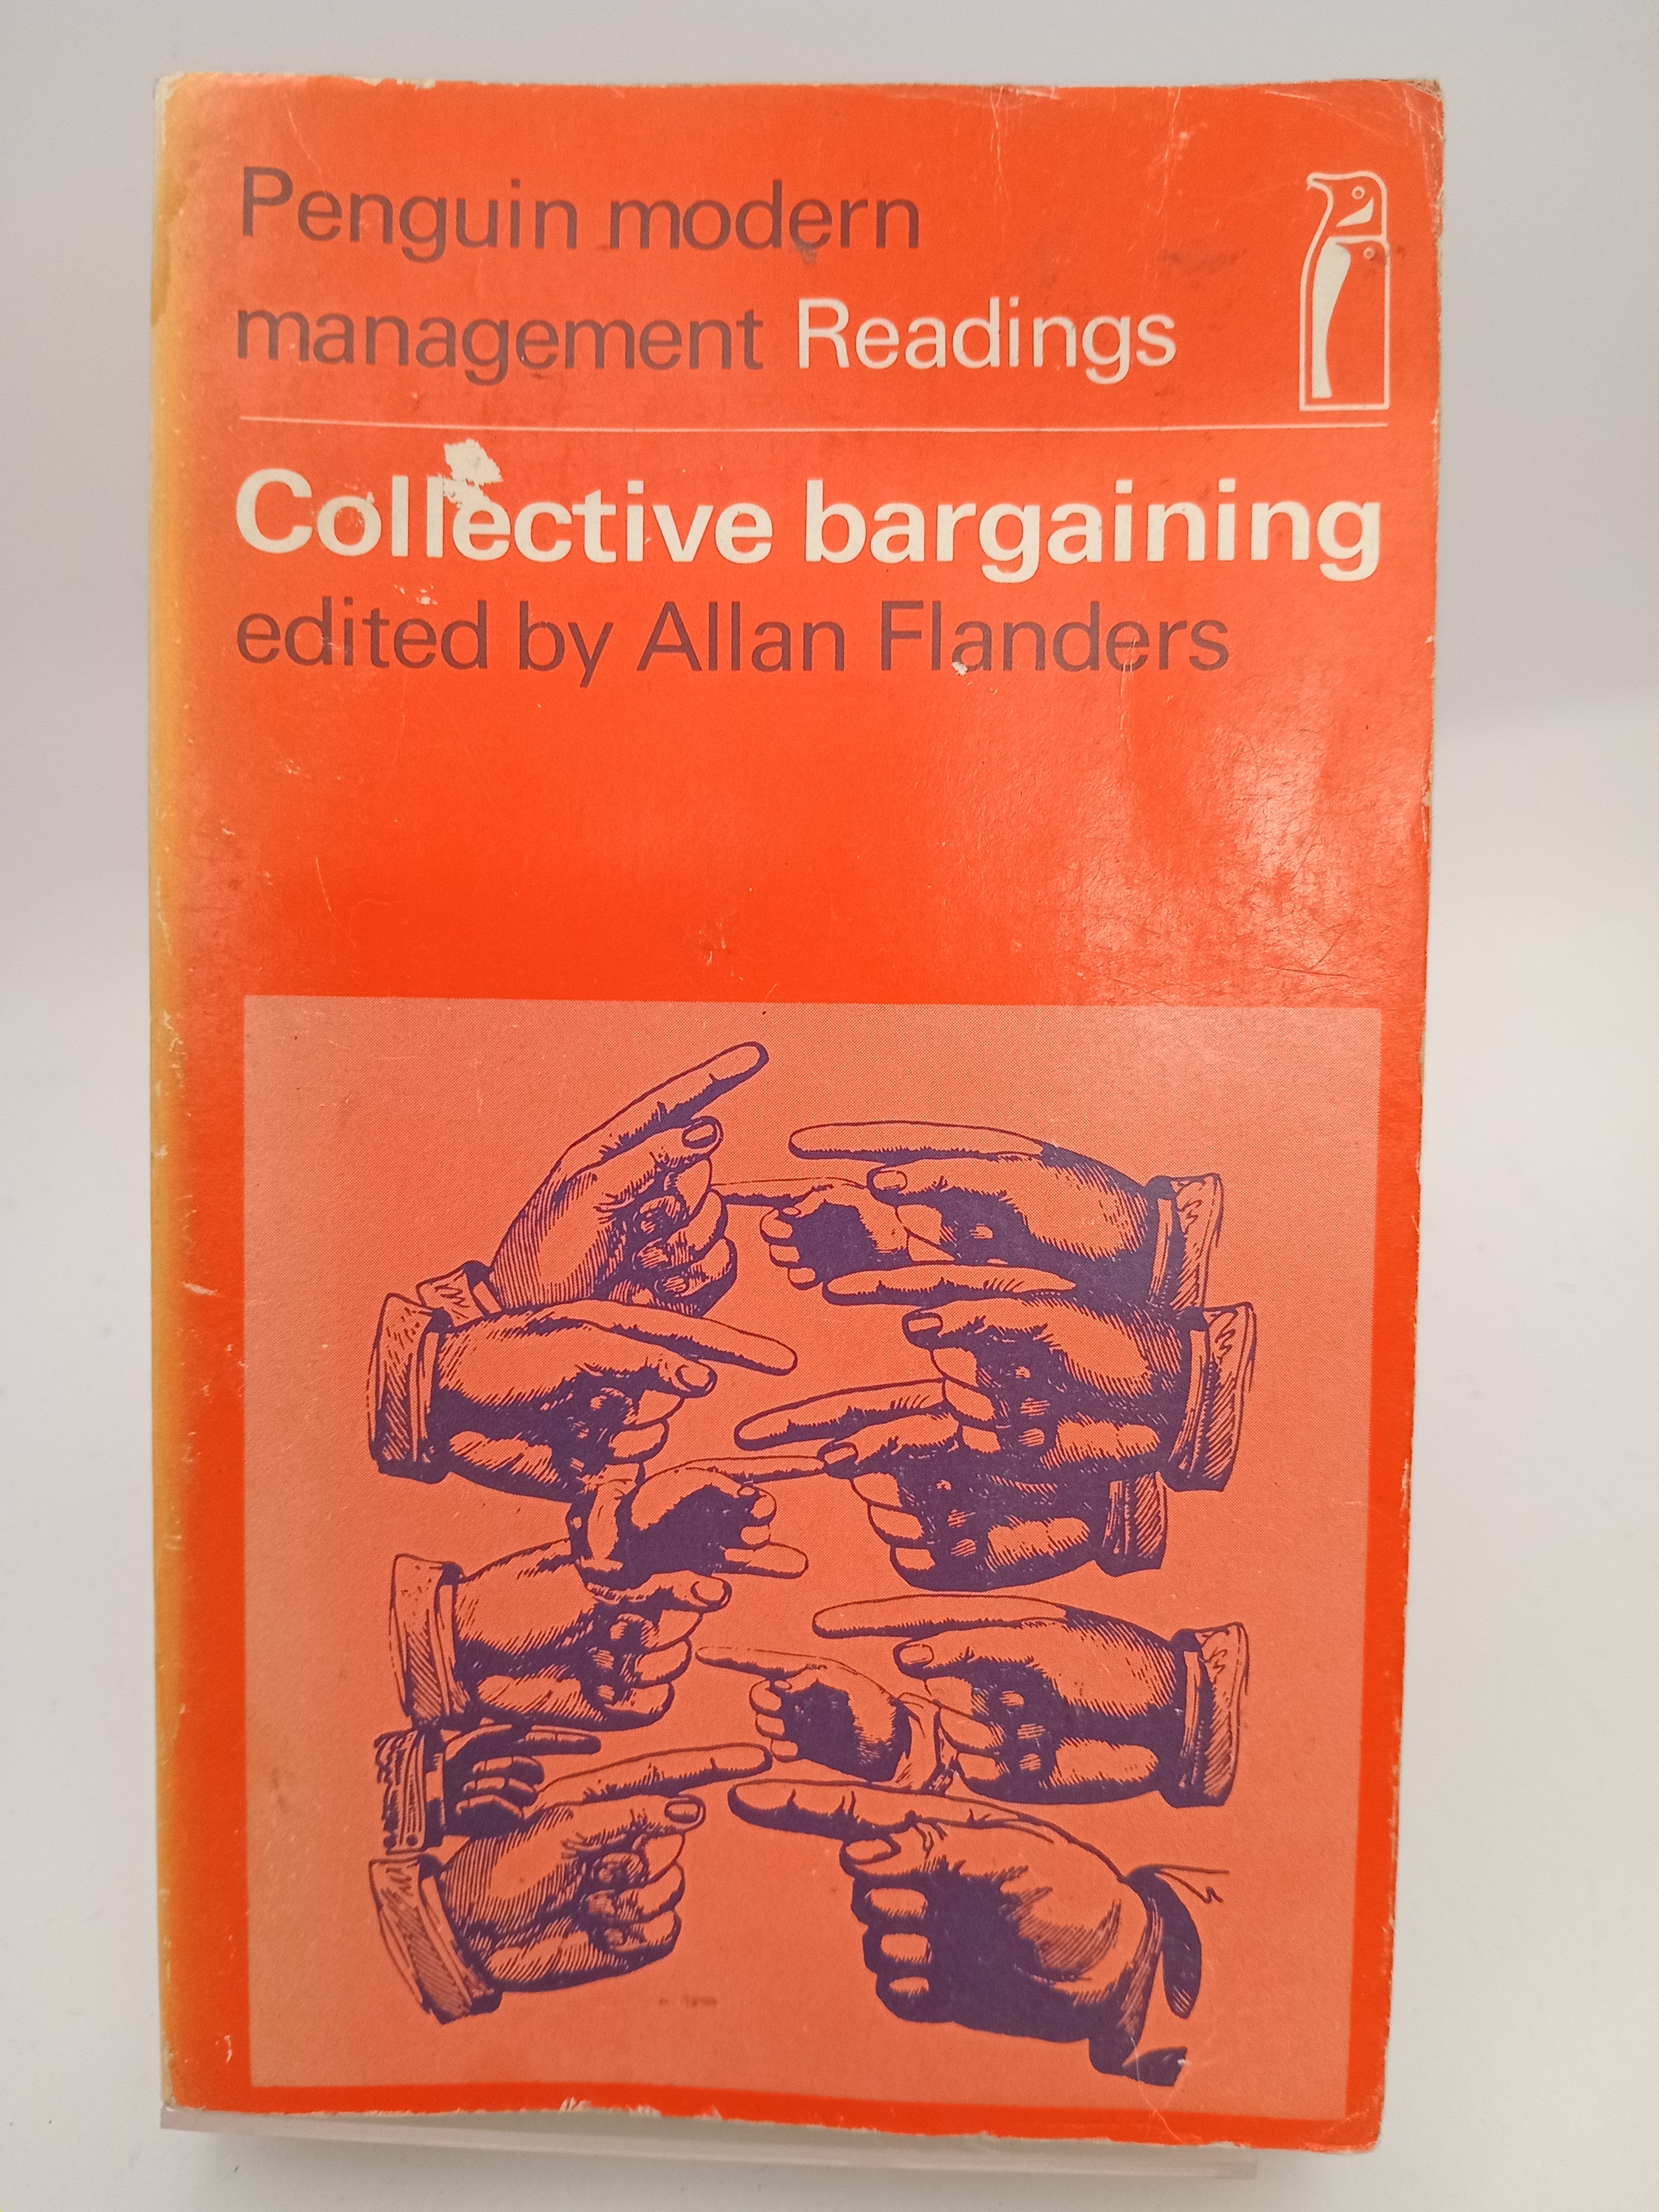 Penguin modern
management Readings
Collective bargaining
edited by Allan Flanders